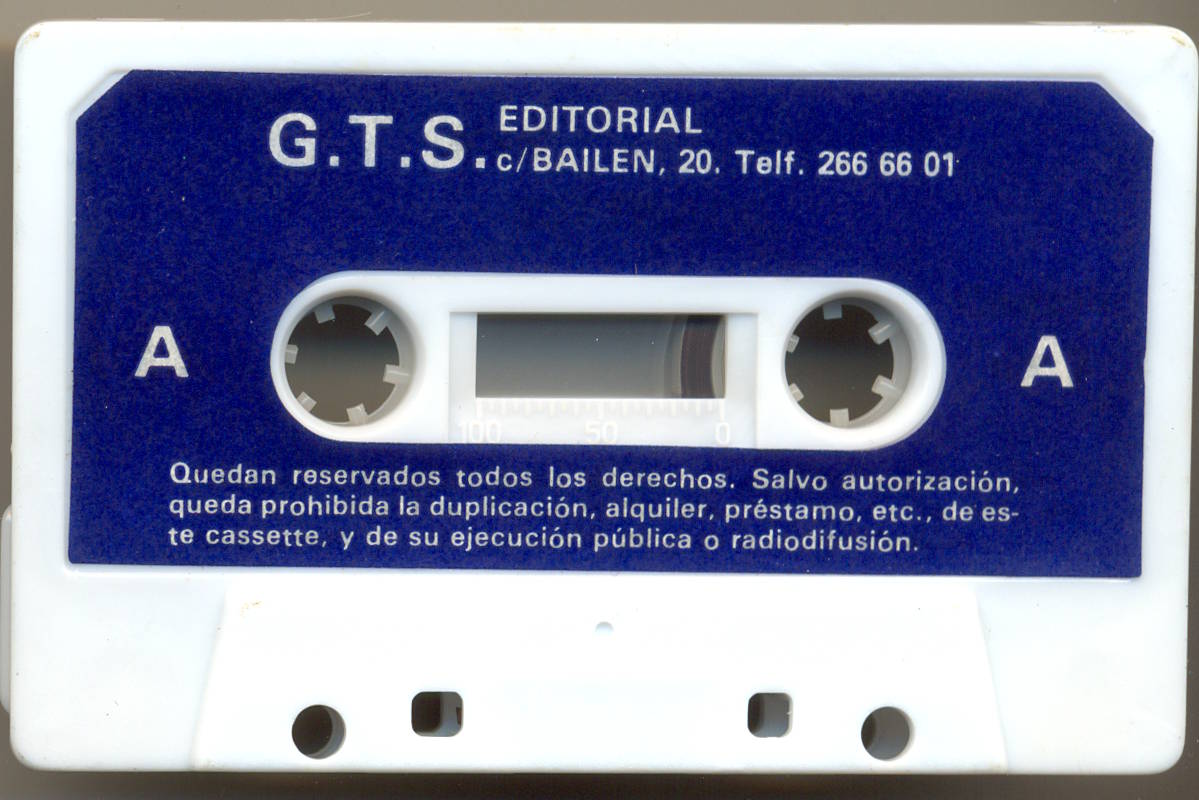 G.T.S. EDITORIAL
c/BAILEN, 20. Telf. 266 66 01
A A
100 50 0
Quedan reservados todos los derechos. Salvo autorización,
queda prohibida la duplicación, alquiler, préstamo, etc., de es-
te cassette, y de su ejecución pública o radiodifusión.